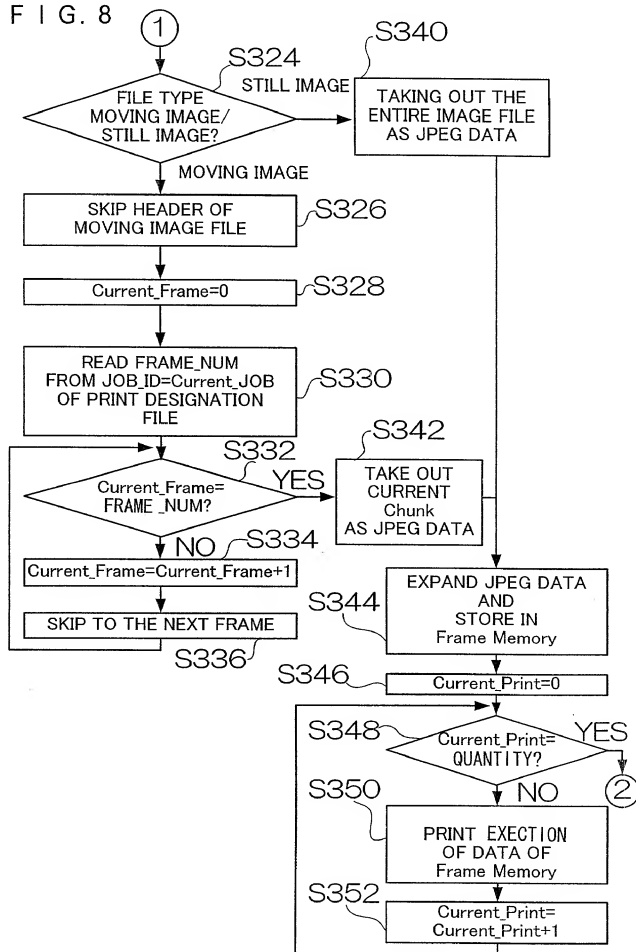 F I G. 8
1
S324
FILE TYPE
MOVING IMAGE/
STILL IMAGE?
STILL IMAGE
S340
TAKING OUT THE
ENTIRE IMAGE FILE
AS JPEG DATA
MOVING IMAGE
SKIP HEADER OF
MOVING IMAGE FILE
S326
Current_Frame=0
S328
READ FRAME_NUM
FROM JOB_ID=Current_JOB
OF PRINT DESIGNATION
FILE
S330
S332
Current_Frame=
FRAME_NUM?
YES
S342
TAKE OUT
CURRENT
Chunk
AS JPEG DATA
NO
S334
Current_Frame=Current_Frame+1
SKIP TO THE NEXT FRAME
S336
S344
EXPAND JPEG DATA
AND
STORE IN
Frame Memory
S346
Current_Print=0
S348
Current_Print=
QUANTITY?
YES
2
NO
S350
PRINT EXECTION
OF DATA OF
Frame Memory
S352
Current_Print=
Current_Print+1